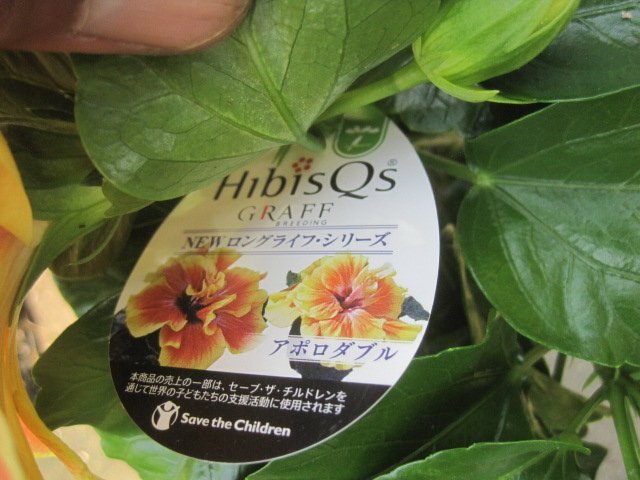 HibisQs®
GRAFF
BREEDING
NEWロングライフ・シリーズ
アポロダブル
本商品の売上の一部は、セーブ・ザ・チルドレンを
通じて世界の子どもたちの支援活動に使用されます
Save the Children